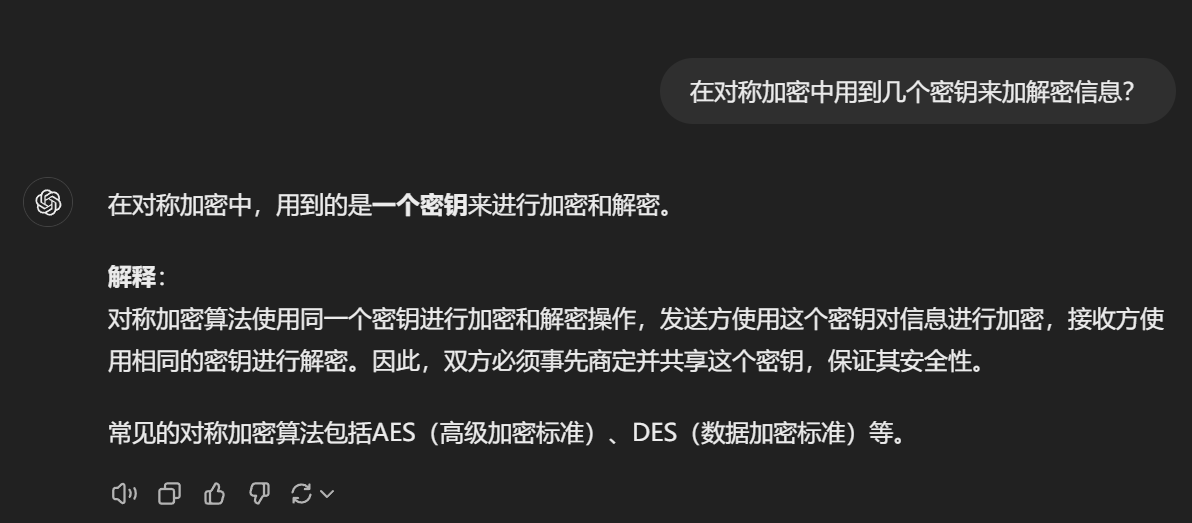 在对称加密中用到几个密钥来加解密信息？
在对称加密中，用到的是一个密钥来进行加密和解密。
解释：
对称加密算法使用同一个密钥进行加密和解密操作，发送方使用这个密钥对信息进行加密，接收方使
用相同的密钥进行解密。因此，双方必须事先商定并共享这个密钥，保证其安全性。
常见的对称加密算法包括AES（高级加密标准）、DES（数据加密标准）等。